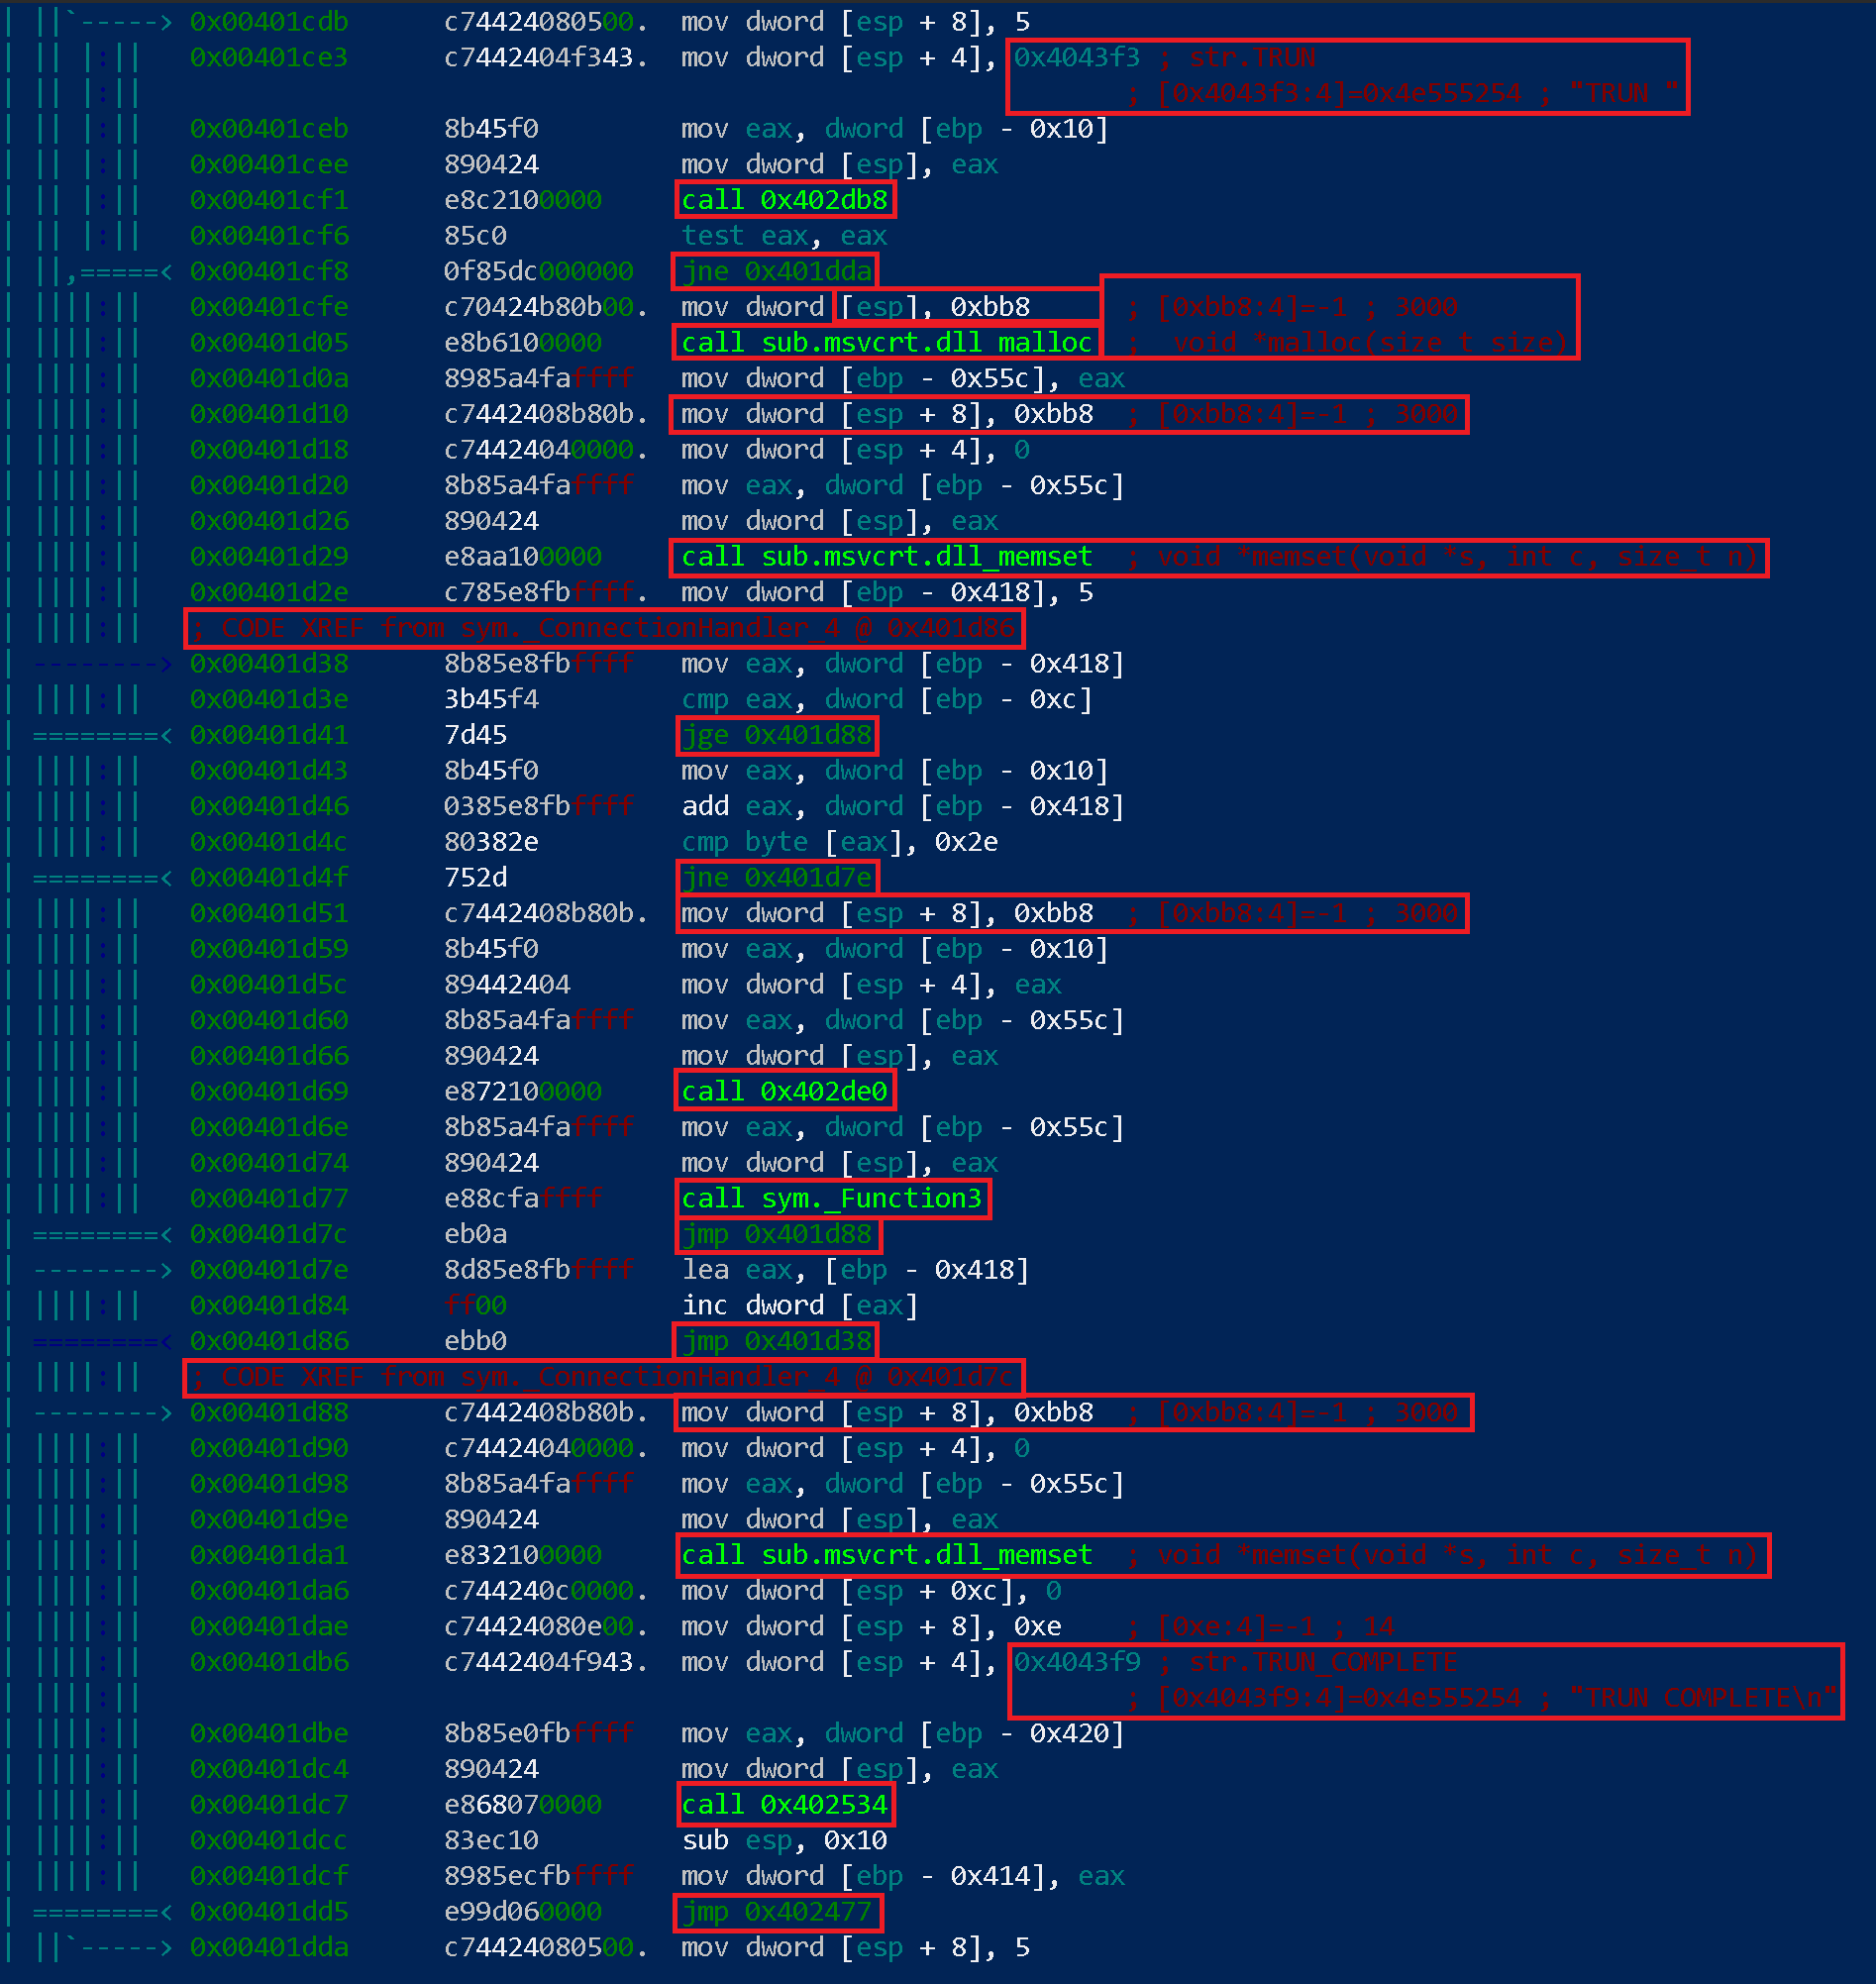 0x00401cdb c74424080500. mov dword [esp + 8], 5
0x00401ce3 c7442404f343. mov dword [esp + 4], 0x4043f3 ; str.TRUN
; [0x4043f3:4]=0x4e555254 ; "TRUN "
0x00401ceb 8b45f0 mov eax, dword [ebp - 0x10]
0x00401cee 890424 mov dword [esp], eax
0x00401cf1 e8c2100000 call 0x402db8
0x00401cf6 85c0 test eax, eax
0x00401cf8 0f85dc000000 jne 0x401dda
0x00401cfe c70424b80b00. mov dword [esp], 0xbb8 ; [0xbb8:4]=-1 ; 3000
0x00401d05 e8b6100000 call sub.msvcrt.dll_malloc ; void *malloc(size_t size)
0x00401d0a 8985a4faffff mov dword [ebp - 0x55c], eax
0x00401d10 c7442408b80b. mov dword [esp + 8], 0xbb8 ; [0xbb8:4]=-1 ; 3000
0x00401d18 c74424040000. mov dword [esp + 4], 0
0x00401d20 8b85a4faffff mov eax, dword [ebp - 0x55c]
0x00401d26 890424 mov dword [esp], eax
0x00401d29 e8aa100000 call sub.msvcrt.dll_memset ; void *memset(void *s, int c, size_t n)
0x00401d2e c785e8fbffff. mov dword [ebp - 0x418], 5
; CODE XREF from sym._ConnectionHandler_4 @ 0x401d86
0x00401d38 8b85e8fbffff mov eax, dword [ebp - 0x418]
0x00401d3e 3b45f4 cmp eax, dword [ebp - 0xc]
0x00401d41 7d45 jge 0x401d88
0x00401d43 8b45f0 mov eax, dword [ebp - 0x10]
0x00401d46 0385e8fbffff add eax, dword [ebp - 0x418]
0x00401d4c 80382e cmp byte [eax], 0x2e
0x00401d4f 752d jne 0x401d7e
0x00401d51 c7442408b80b. mov dword [esp + 8], 0xbb8 ; [0xbb8:4]=-1 ; 3000
0x00401d59 8b45f0 mov eax, dword [ebp - 0x10]
0x00401d5c 89442404 mov dword [esp + 4], eax
0x00401d60 8b85a4faffff mov eax, dword [ebp - 0x55c]
0x00401d66 890424 mov dword [esp], eax
0x00401d69 e872100000 call 0x402de0
0x00401d6e 8b85a4faffff mov eax, dword [ebp - 0x55c]
0x00401d74 890424 mov dword [esp], eax
0x00401d77 e88cfaffff call sym._Function3
0x00401d7c eb0a jmp 0x401d88
0x00401d7e 8d85e8fbffff lea eax, [ebp - 0x418]
0x00401d84 ff00 inc dword [eax]
0x00401d86 ebb0 jmp 0x401d38
; CODE XREF from sym._ConnectionHandler_4 @ 0x401d7c
0x00401d88 c7442408b80b. mov dword [esp + 8], 0xbb8 ; [0xbb8:4]=-1 ; 3000
0x00401d90 c74424040000. mov dword [esp + 4], 0
0x00401d98 8b85a4faffff mov eax, dword [ebp - 0x55c]
0x00401d9e 890424 mov dword [esp], eax
0x00401da1 e832100000 call sub.msvcrt.dll_memset ; void *memset(void *s, int c, size_t n)
0x00401da6 c744240c0000. mov dword [esp + 0xc], 0
0x00401dae c74424080e00. mov dword [esp + 8], 0xe ; [0xe:4]=-1 ; 14
0x00401db6 c7442404f943. mov dword [esp + 4], 0x4043f9 ; str.TRUN_COMPLETE
; [0x4043f9:4]=0x4e555254 ; "TRUN COMPLETE\n"
0x00401dbe 8b85e0fbffff mov eax, dword [ebp - 0x420]
0x00401dc4 890424 mov dword [esp], eax
0x00401dc7 e868070000 call 0x402534
0x00401dcc 83ec10 sub esp, 0x10
0x00401dcf 8985ecfbffff mov dword [ebp - 0x414], eax
0x00401dd5 e99d060000 jmp 0x402477
0x00401dda c74424080500. mov dword [esp + 8], 5